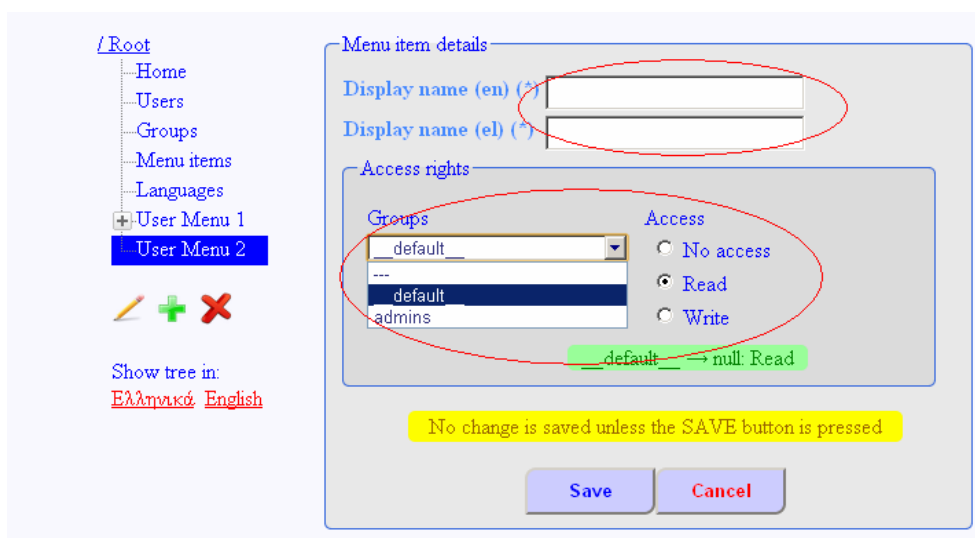 / Root
Home
Users
Groups
Menu items
Languages
User Menu 1
User Menu 2
Show tree in:
Ελληνικά English
Menu item details
Display name (en) (*)
Display name (el) (*)
Access rights
Groups
__default__
---
__default__
admins
Access
No access
Read
Write
__default__ → null: Read
No change is saved unless the SAVE button is pressed
Save Cancel